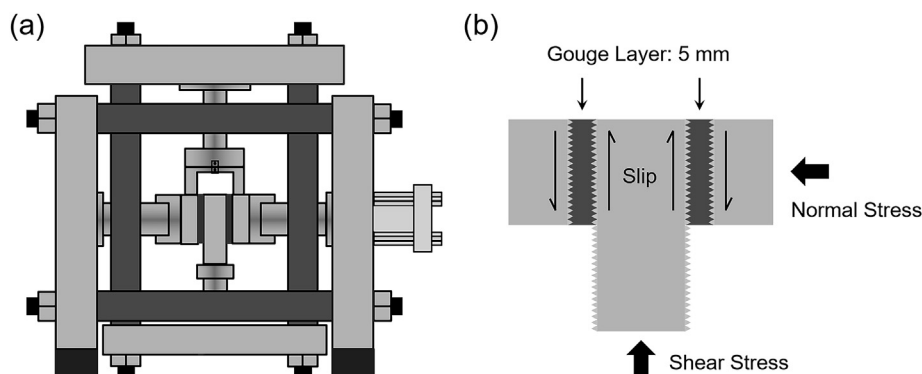 (a)
(b)
Gouge Layer: 5 mm
Slip
Normal Stress
Shear Stress